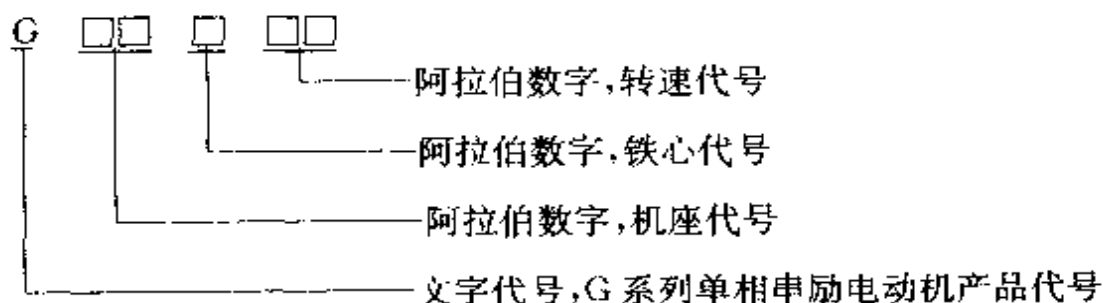 G □□ □ □□
阿拉伯数字,转速代号
阿拉伯数字,铁心代号
阿拉伯数字,机座代号
文字代号,G系列单相串励电动机产品代号